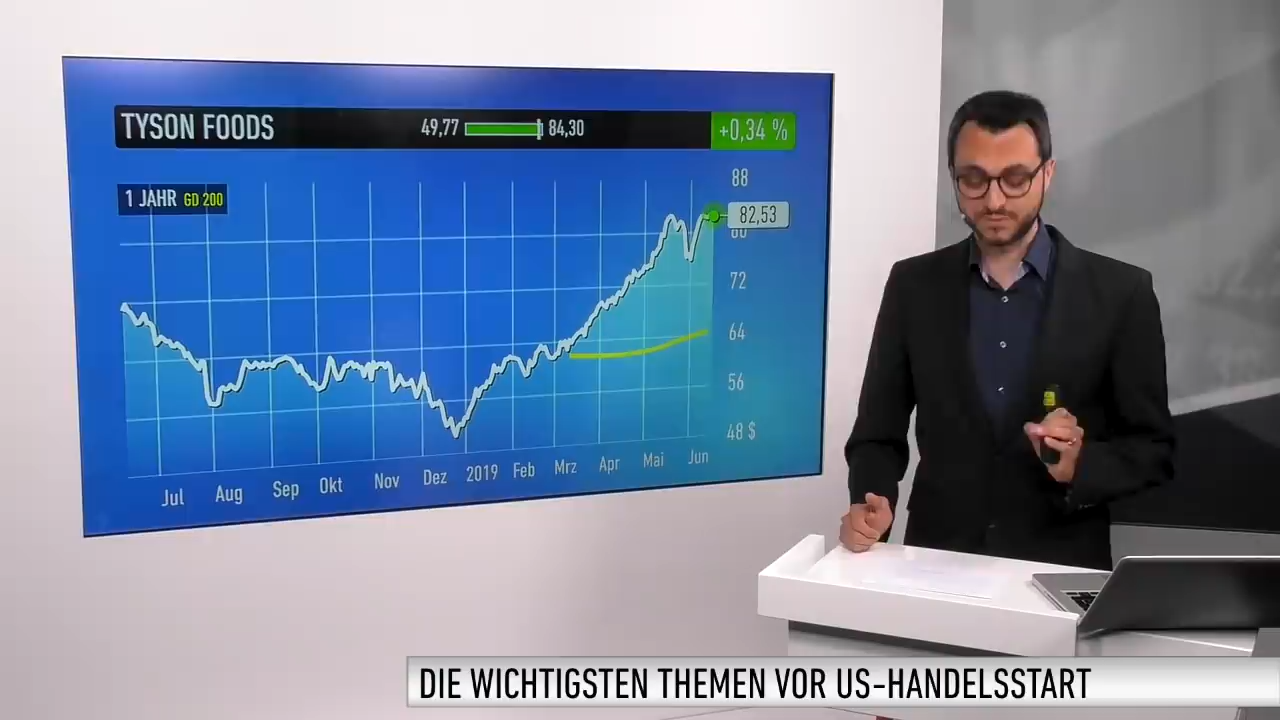 TYSON FOODS 49,77 84,30 +0,34 %
1 JAHR GD 200
88
82,53
80
72
64
56
48 $
Jul Aug Sep Okt Nov Dez 2019 Feb Mrz Apr Mai Jun
DIE WICHTIGSTEN THEMEN VOR US-HANDELSSTART